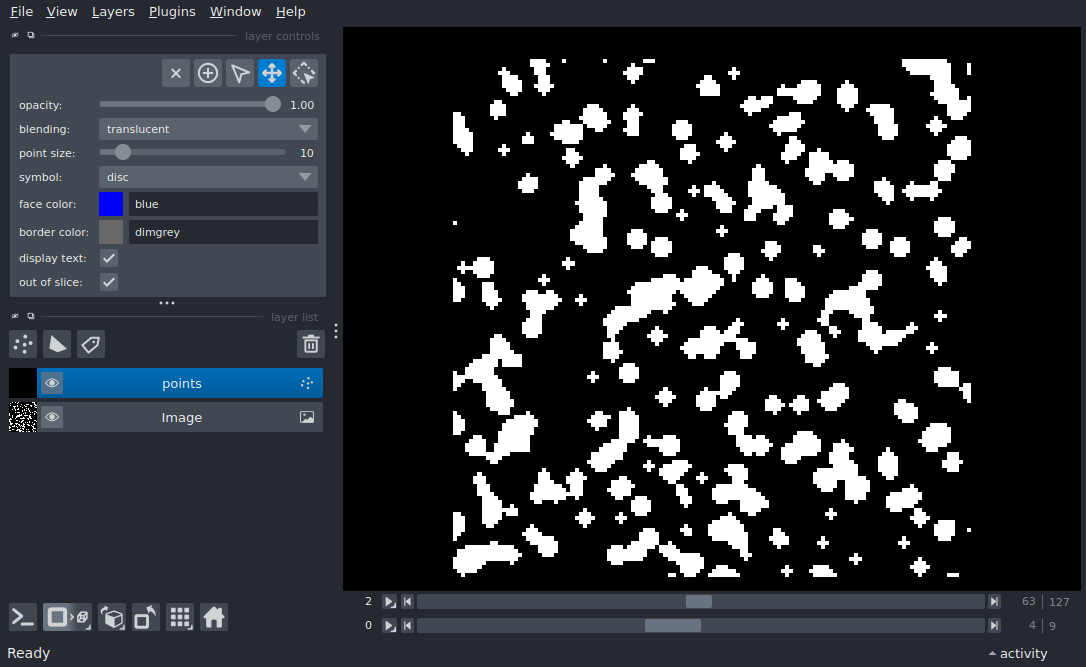 File View Layers Plugins Window Help
layer controls
opacity: 1.00
blending: translucent
point size: 10
symbol: disc
face color: blue
border color: dimgrey
display text:
out of slice:
layer list
points
Image
2 63 | 127
0 4 | 9
Ready activity